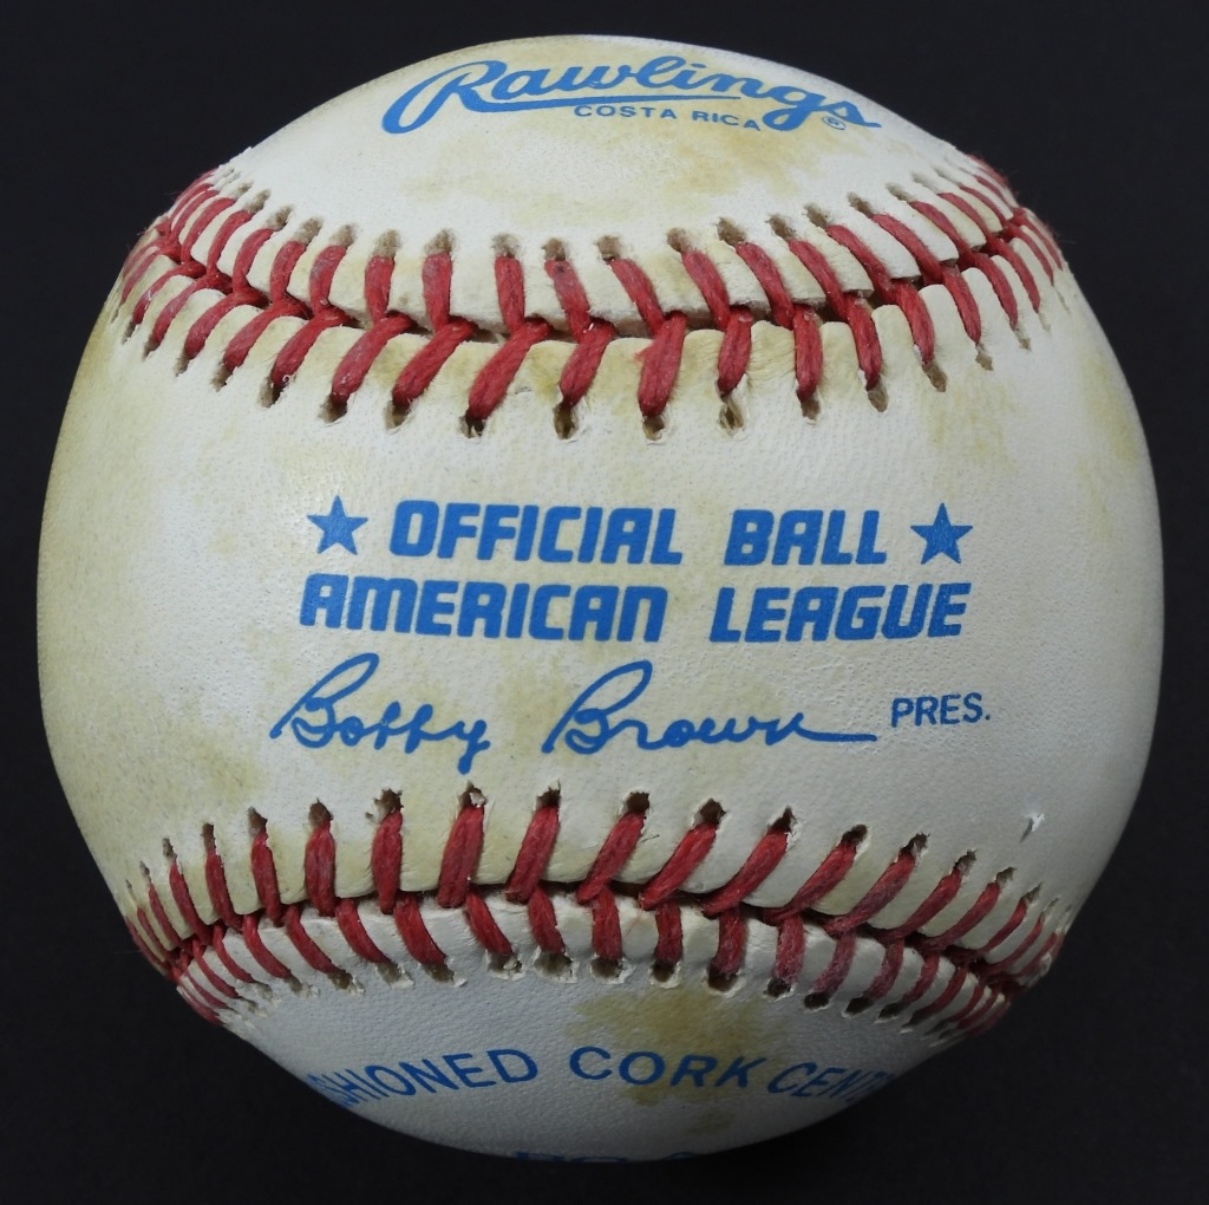 Rawlings®
COSTA RICA
★ OFFICIAL BALL ★
AMERICAN LEAGUE
Bobby Brown PRES.
SHIONED CORK CENT